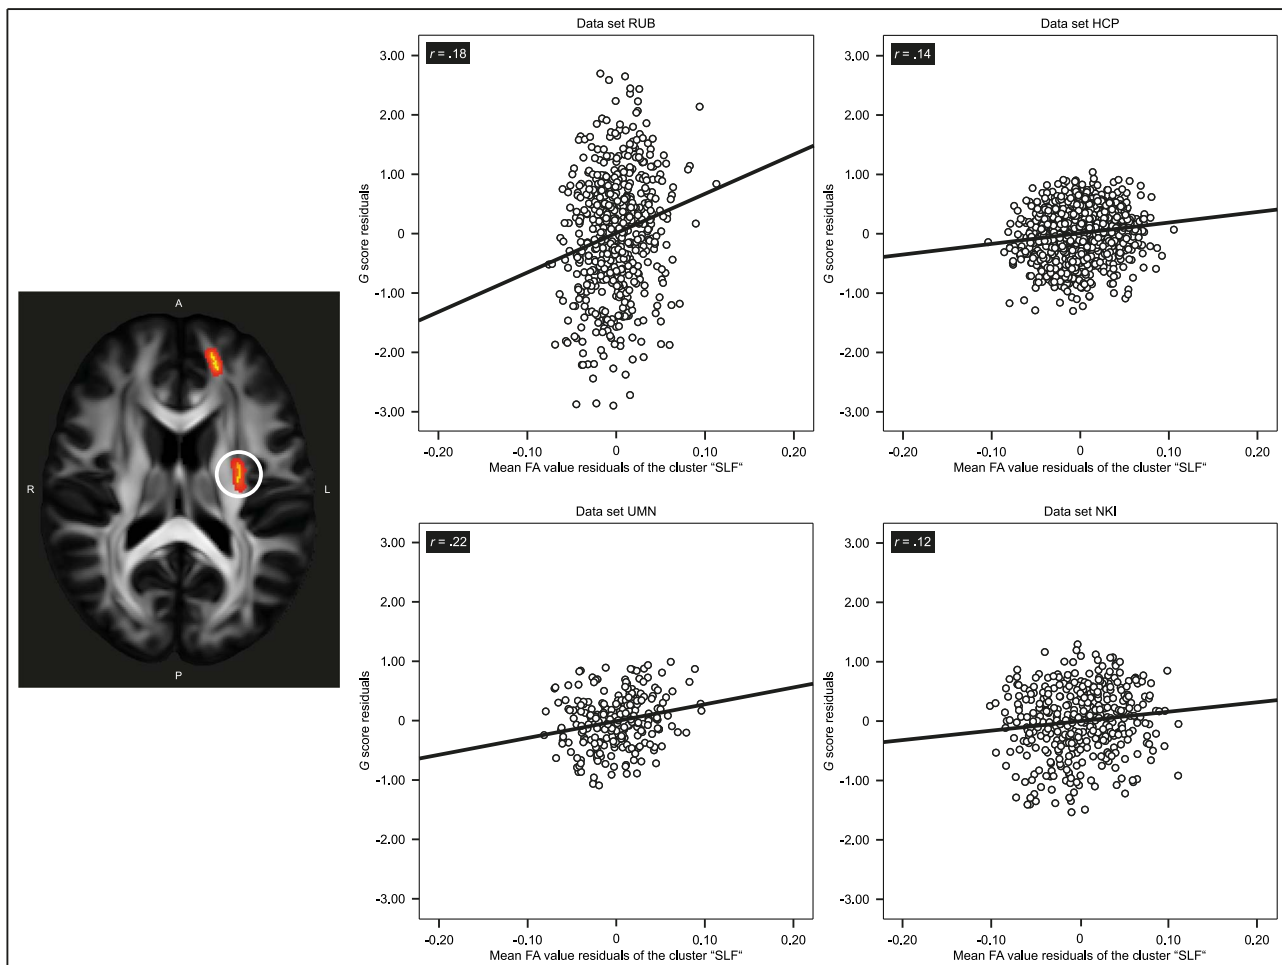 A
R
L
P
Data set RUB
r = .18
3.00
2.00
1.00
0
-1.00
-2.00
-3.00
G score residuals
-0.20 -0.10 0 0.10 0.20
Mean FA value residuals of the cluster “SLF“
Data set HCP
r = .14
3.00
2.00
1.00
0
-1.00
-2.00
-3.00
G score residuals
-0.20 -0.10 0 0.10 0.20
Mean FA value residuals of the cluster “SLF“
Data set UMN
r = .22
3.00
2.00
1.00
0
-1.00
-2.00
-3.00
G score residuals
-0.20 -0.10 0 0.10 0.20
Mean FA value residuals of the cluster “SLF“
Data set NKI
r = .12
3.00
2.00
1.00
0
-1.00
-2.00
-3.00
G score residuals
-0.20 -0.10 0 0.10 0.20
Mean FA value residuals of the cluster “SLF“